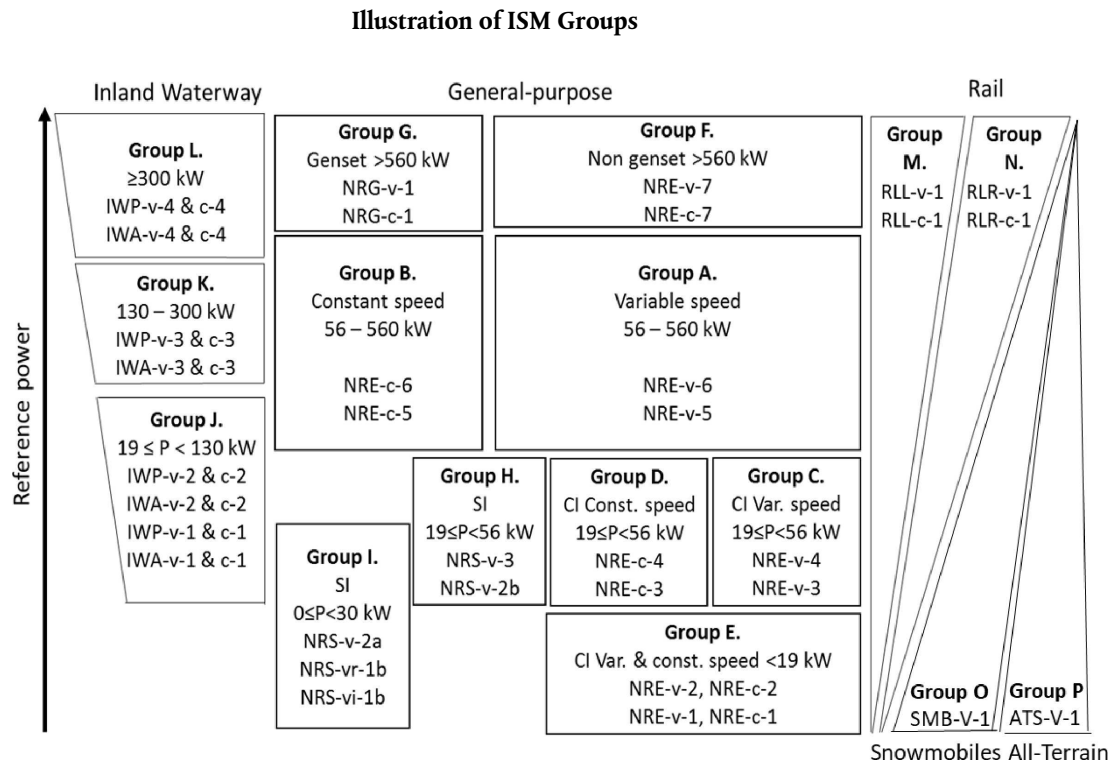 Illustration of ISM Groups
Inland Waterway
General-purpose
Rail
Reference power
Group L.
≥300 kW
IWP-v-4 & c-4
IWA-v-4 & c-4
Group K.
130 – 300 kW
IWP-v-3 & c-3
IWA-v-3 & c-3
Group J.
19 ≤ P < 130 kW
IWP-v-2 & c-2
IWA-v-2 & c-2
IWP-v-1 & c-1
IWA-v-1 & c-1
Group G.
Genset >560 kW
NRG-v-1
NRG-c-1
Group F.
Non genset >560 kW
NRE-v-7
NRE-c-7
Group B.
Constant speed
56 – 560 kW
NRE-c-6
NRE-c-5
Group A.
Variable speed
56 – 560 kW
NRE-v-6
NRE-v-5
Group H.
SI
19≤P<56 kW
NRS-v-3
NRS-v-2b
Group D.
CI Const. speed
19≤P<56 kW
NRE-c-4
NRE-c-3
Group C.
CI Var. speed
19≤P<56 kW
NRE-v-4
NRE-v-3
Group I.
SI
0≤P<30 kW
NRS-v-2a
NRS-vr-1b
NRS-vi-1b
Group E.
CI Var. & const. speed <19 kW
NRE-v-2, NRE-c-2
NRE-v-1, NRE-c-1
Group
M.
RLL-v-1
RLL-c-1
Group
N.
RLR-v-1
RLR-c-1
Group O
SMB-V-1
Group P
ATS-V-1
Snowmobiles All-Terrain